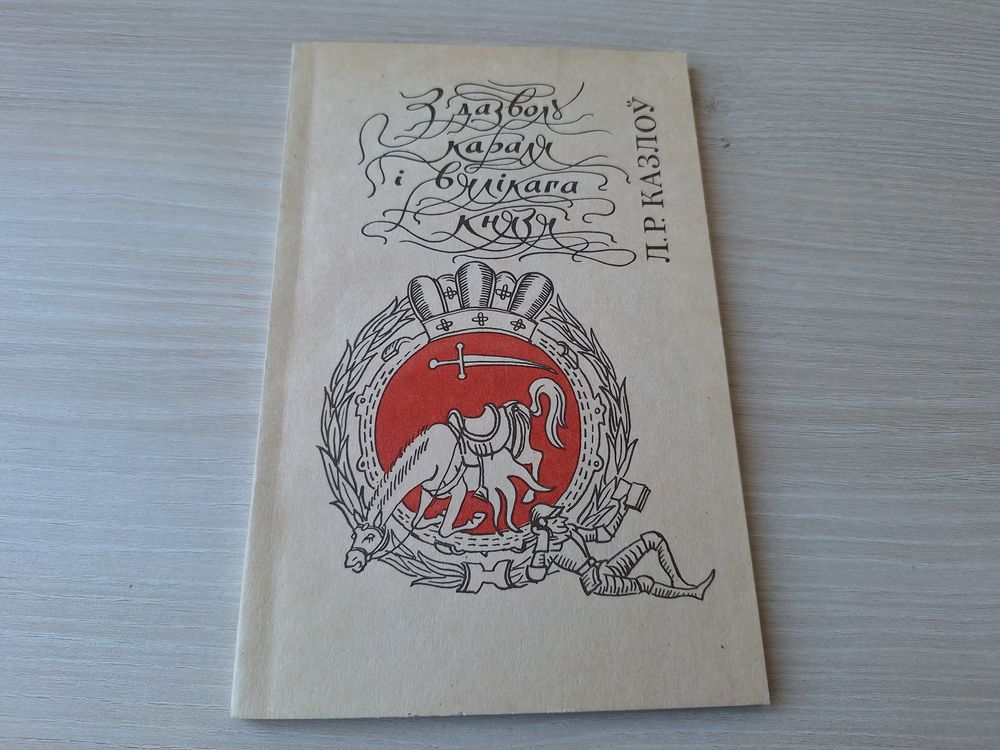 З дазволу
караля
і вялікага
князя
Л.Р. КАЗЛОЎ